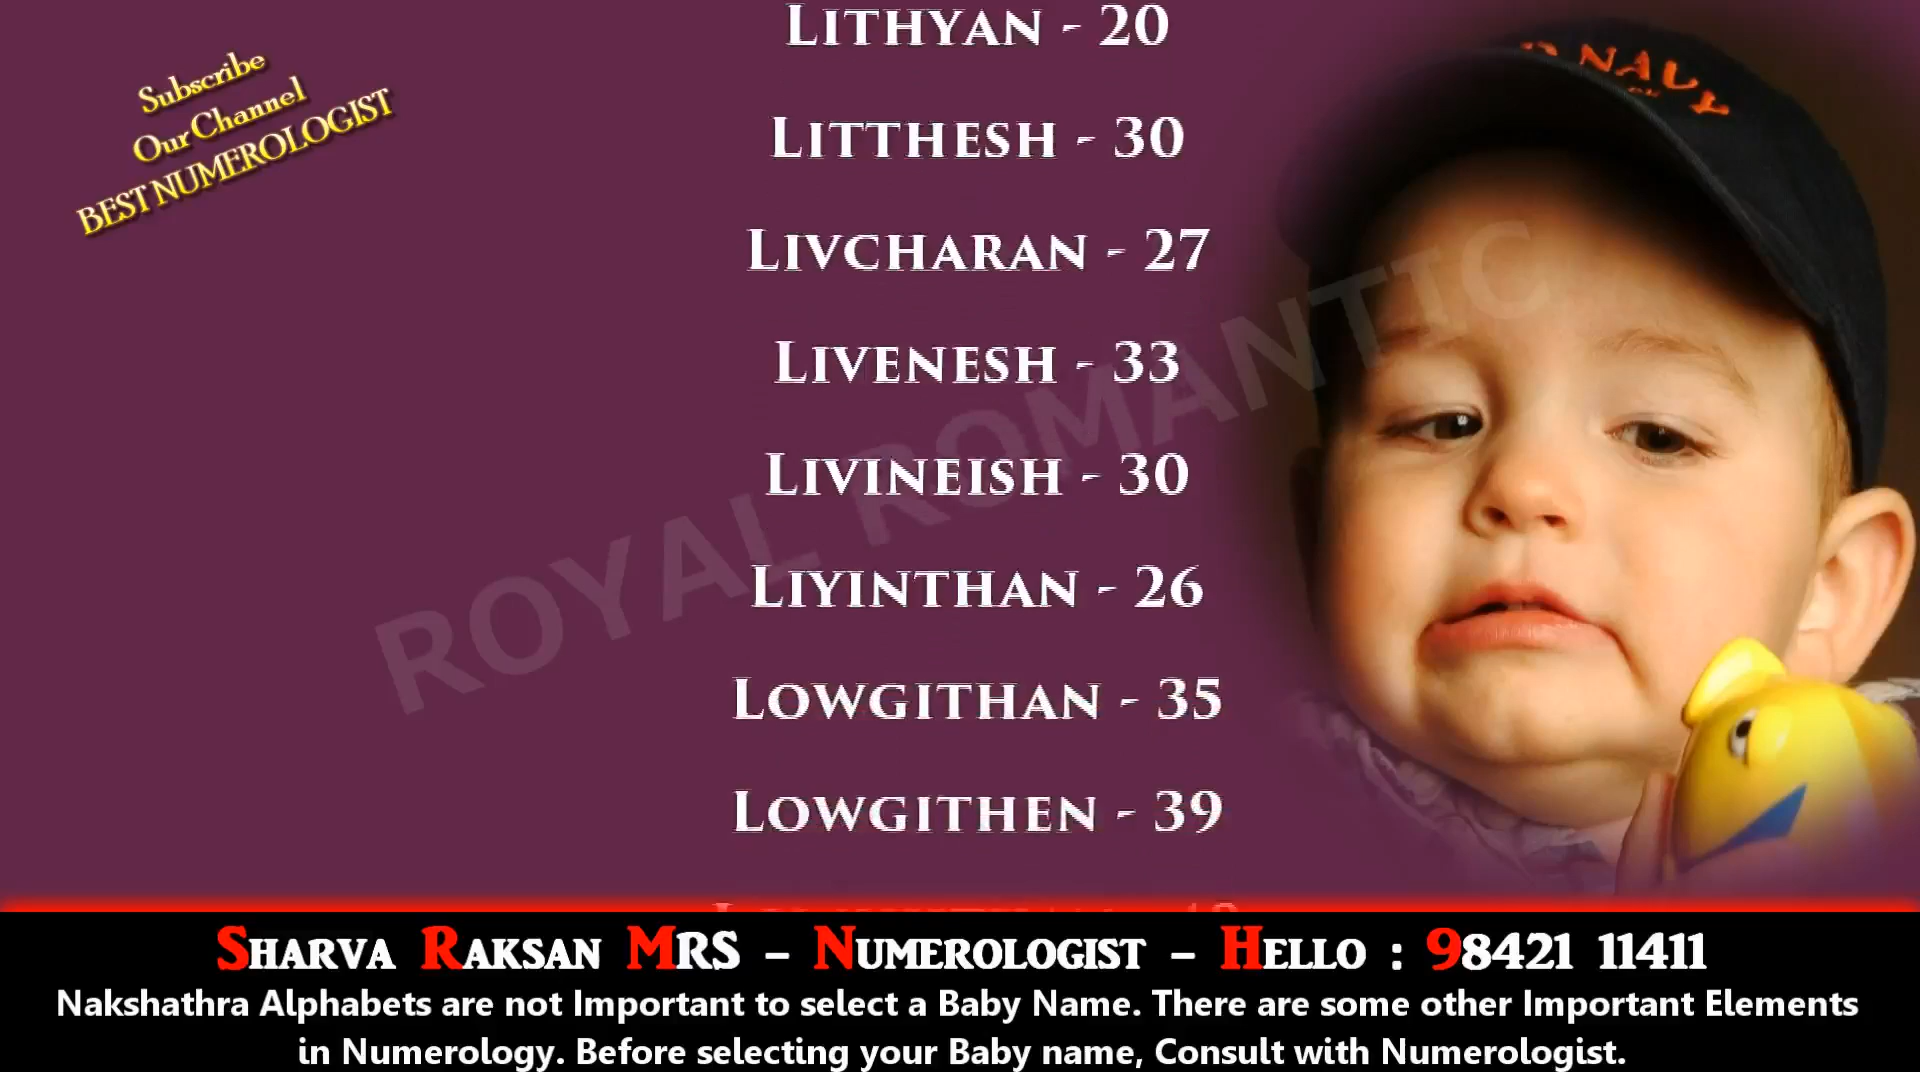 Subscribe
Our Channel
BEST NUMEROLOGIST
LITHYAN - 20
LITTHESH - 30
LIVCHARAN - 27
LIVENESH - 33
LIVINEISH - 30
LIYINTHAN - 26
LOWGITHAN - 35
LOWGITHEN - 39
NAVY
ROYAL ROMANTIC
SHARVA RAKSAN MRS – NUMEROLOGIST – HELLO : 98421 11411
Nakshathra Alphabets are not Important to select a Baby Name. There are some other Important Elements
in Numerology. Before selecting your Baby name, Consult with Numerologist.